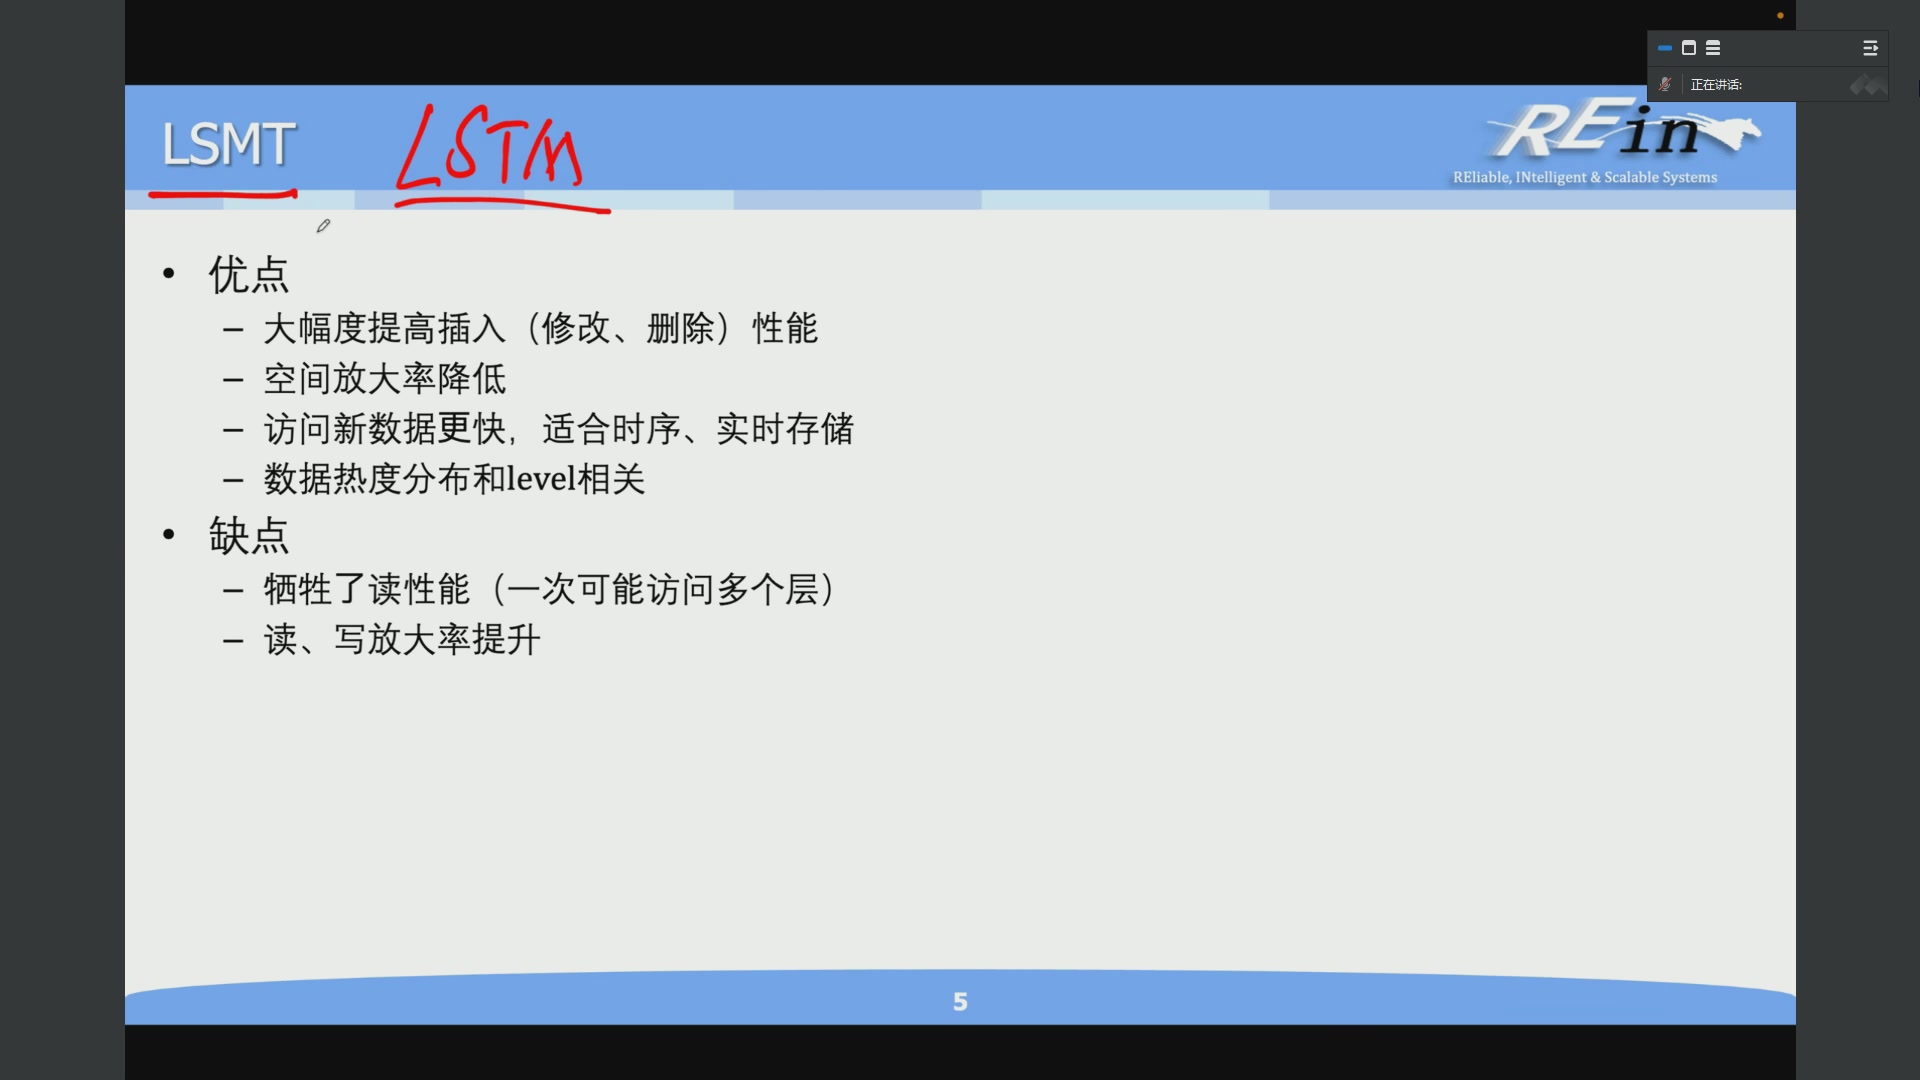 正在讲话:
LSMT LSTM REin
REliable, INtelligent & Scalable Systems
• 优点
– 大幅度提高插入（修改、删除）性能
– 空间放大率降低
– 访问新数据更快，适合时序、实时存储
– 数据热度分布和level相关
• 缺点
– 牺牲了读性能（一次可能访问多个层）
– 读、写放大率提升
5